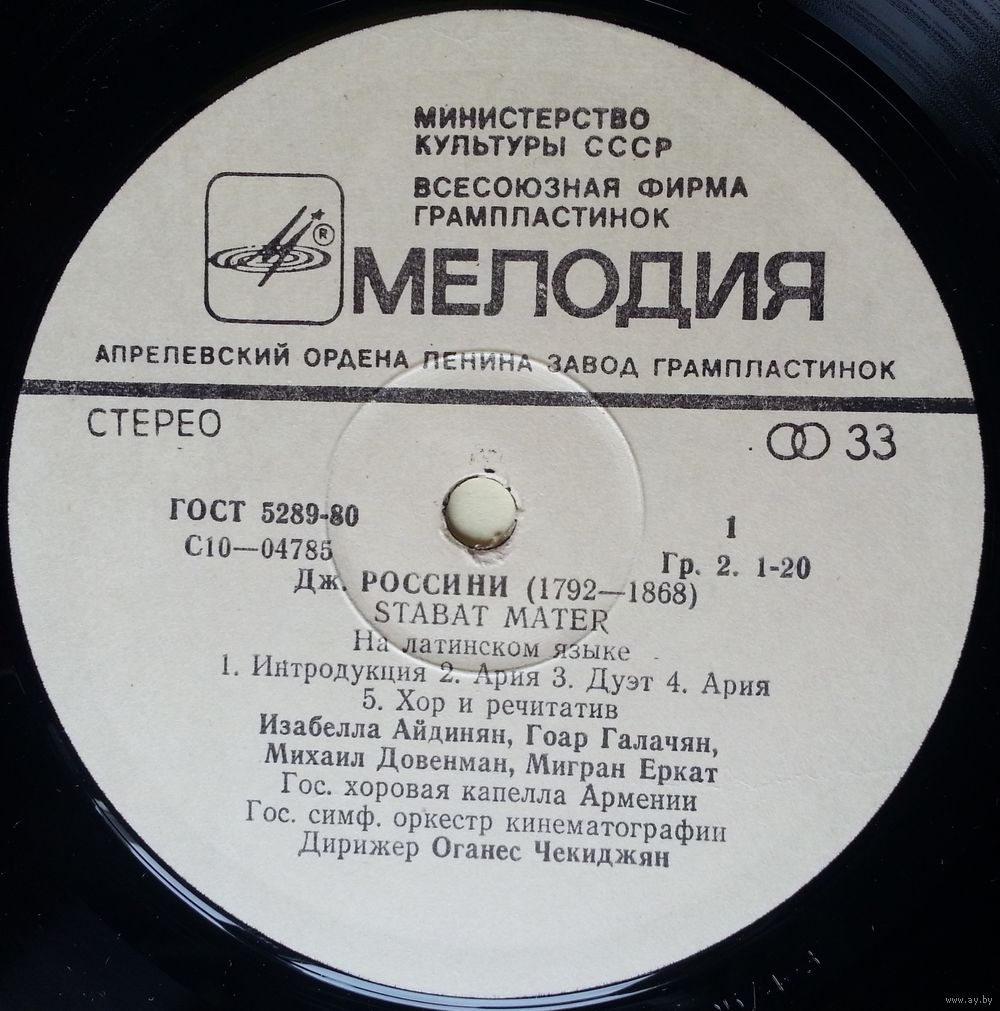 МИНИСТЕРСТВО
КУЛЬТУРЫ СССР
ВСЕСОЮЗНАЯ ФИРМА
ГРАМПЛАСТИНОК
®
МЕЛОДИЯ
АПРЕЛЕВСКИЙ ОРДЕНА ЛЕНИНА ЗАВОД ГРАМПЛАСТИНОК
СТЕРЕО
33
ГОСТ 5289-80
1
С10—04785
Гр. 2. 1-20
Дж. РОССИНИ (1792—1868)
STABAT MATER
На латинском языке
1. Интродукция 2. Ария 3. Дуэт 4. Ария
5. Хор и речитатив
Изабелла Айдинян, Гоар Галачян,
Михаил Довенман, Мигран Еркат
Гос. хоровая капелла Армении
Гос. симф. оркестр кинематографии
Дирижер Оганес Чекиджян
www.ay.by